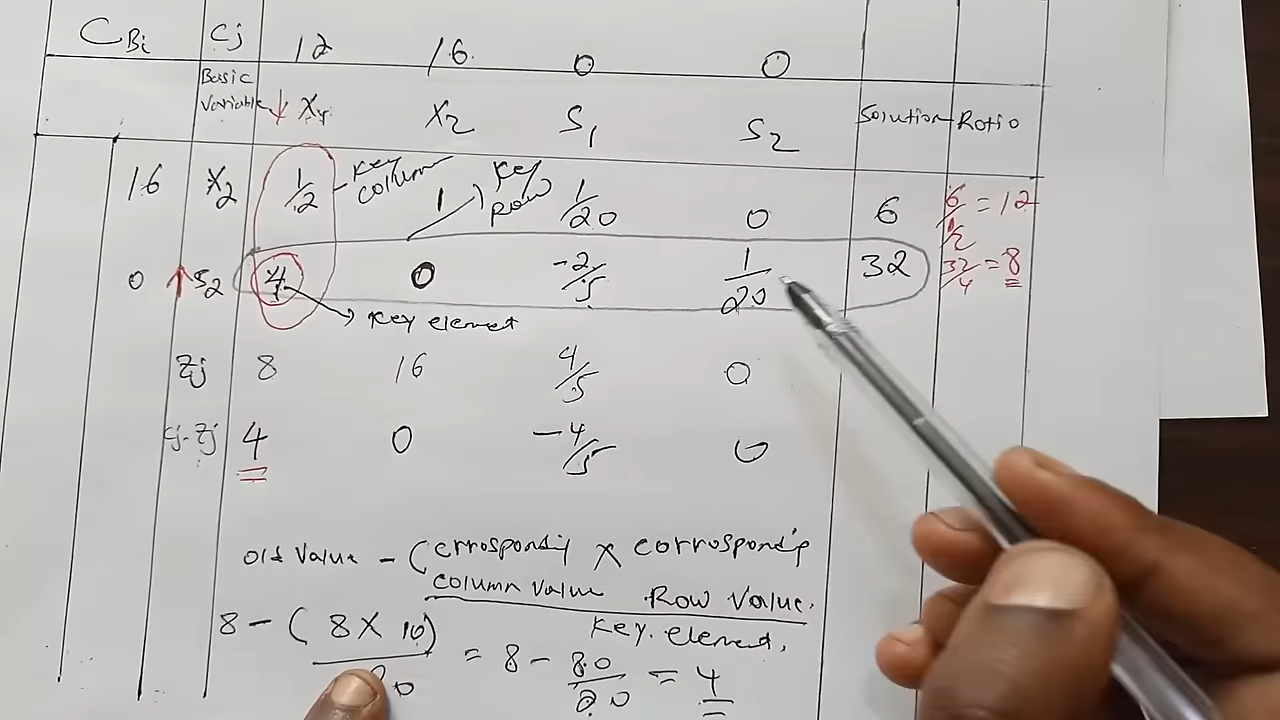 CBi Cj 12 16 0 0
Basic Variable X1 X2 S1 S2 Solution Ratio
Key column Key Row
16 X2 1/2 1 1/20 0 6 6/1/2 = 12
0 S2 4 0 -2/5 1/20 32 32/4 = 8
Key element
Zj 8 16 4/5 0
Cj-Zj 4 0 -4/5 0
Old Value - (Crrospondig X corrospondig
column value Row Value.
Key. element,
8 - (8 X 10) = 8 - 80/20 = 4